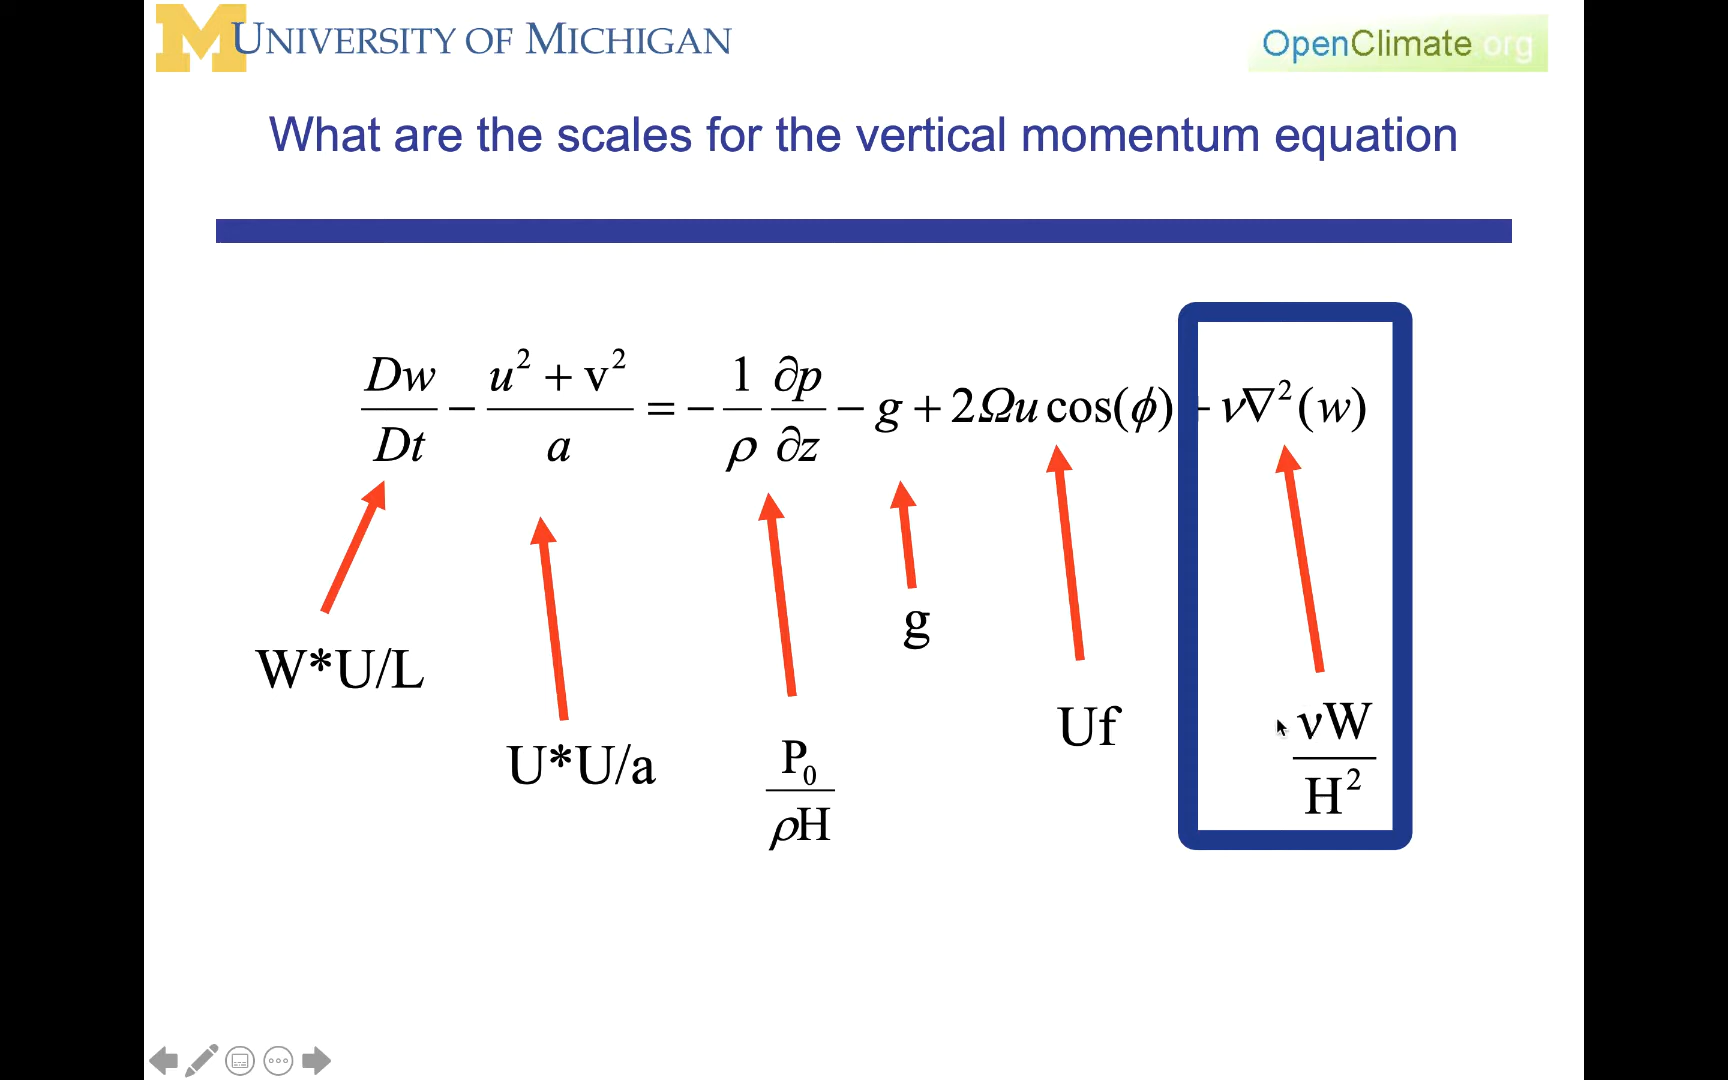 M UNIVERSITY OF MICHIGAN
OpenClimate.org
What are the scales for the vertical momentum equation
Dw/Dt − (u² + v²)/a = − (1/ρ) (∂p/∂z) − g + 2Ωu cos(ϕ) + ν∇²(w)
g
W*U/L
Uf
νW/H²
U*U/a
P₀/ρH